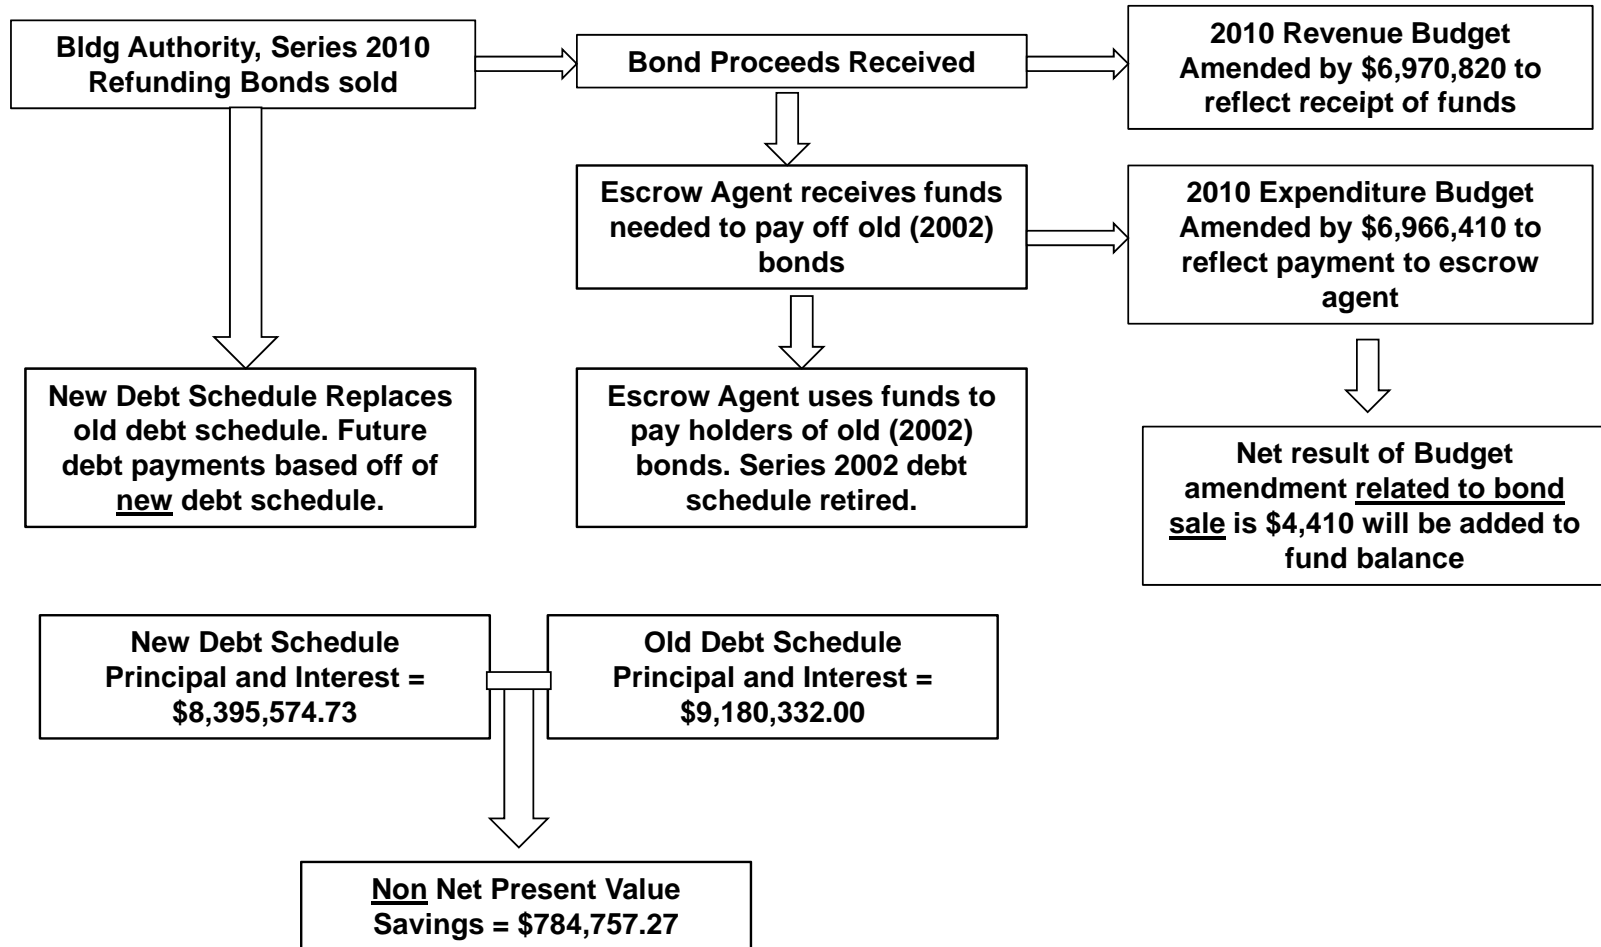 Bldg Authority, Series 2010
Refunding Bonds sold
Bond Proceeds Received
2010 Revenue Budget
Amended by $6,970,820 to
reflect receipt of funds
Escrow Agent receives funds
needed to pay off old (2002)
bonds
2010 Expenditure Budget
Amended by $6,966,410 to
reflect payment to escrow
agent
New Debt Schedule Replaces
old debt schedule. Future
debt payments based off of
new debt schedule.
Escrow Agent uses funds to
pay holders of old (2002)
bonds. Series 2002 debt
schedule retired.
Net result of Budget
amendment related to bond
sale is $4,410 will be added to
fund balance
New Debt Schedule
Principal and Interest =
$8,395,574.73
Old Debt Schedule
Principal and Interest =
$9,180,332.00
Non Net Present Value
Savings = $784,757.27